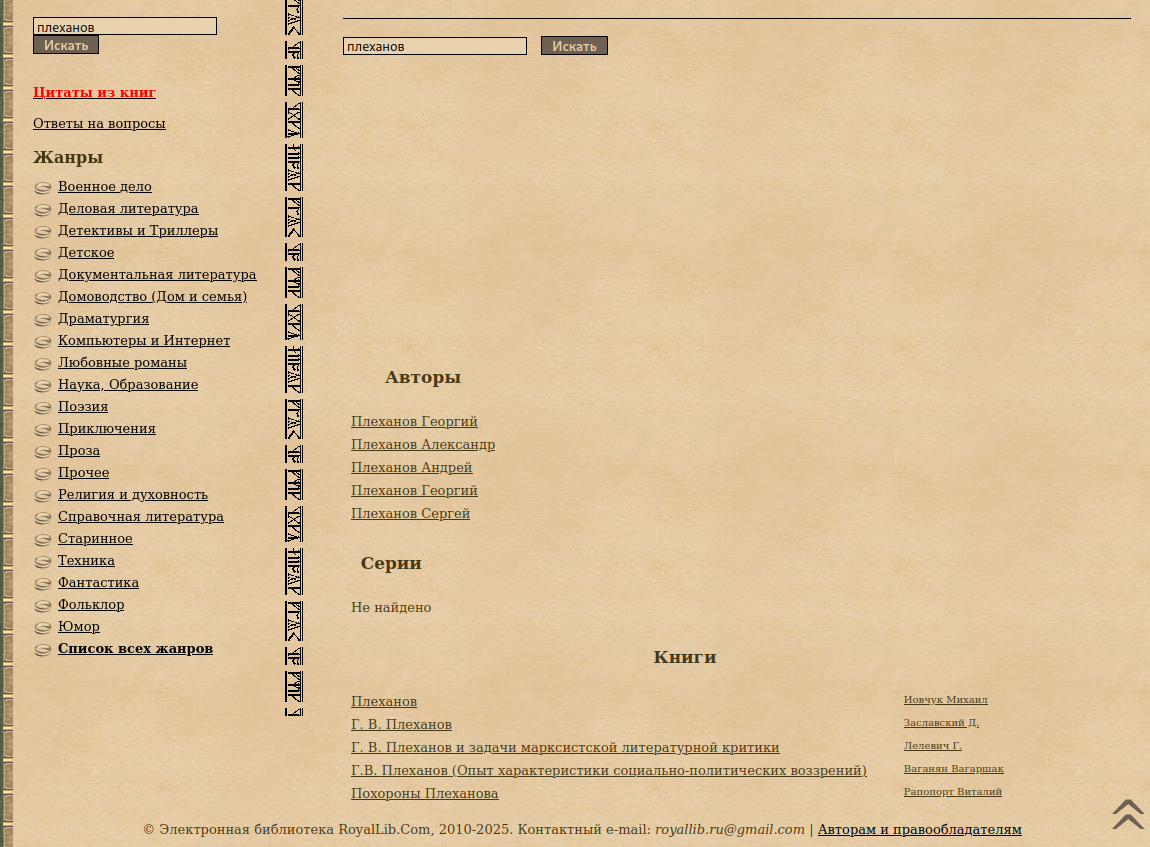 плеханов
Искать
Цитаты из книг
Ответы на вопросы
Жанры
Военное дело
Деловая литература
Детективы и Триллеры
Детское
Документальная литература
Домоводство (Дом и семья)
Драматургия
Компьютеры и Интернет
Любовные романы
Наука, Образование
Поэзия
Приключения
Проза
Прочее
Религия и духовность
Справочная литература
Старинное
Техника
Фантастика
Фольклор
Юмор
Список всех жанров
плеханов Искать
Авторы
Плеханов Георгий
Плеханов Александр
Плеханов Андрей
Плеханов Георгий
Плеханов Сергей
Серии
Не найдено
Книги
Плеханов Иовчук Михаил
Г. В. Плеханов Заславский Д.
Г. В. Плеханов и задачи марксистской литературной критики Лелевич Г.
Г.В. Плеханов (Опыт характеристики социально-политических воззрений) Ваганян Вагаршак
Похороны Плеханова Рапопорт Виталий
© Электронная библиотека RoyalLib.Com, 2010-2025. Контактный e-mail: royallib.ru@gmail.com | Авторам и правообладателям